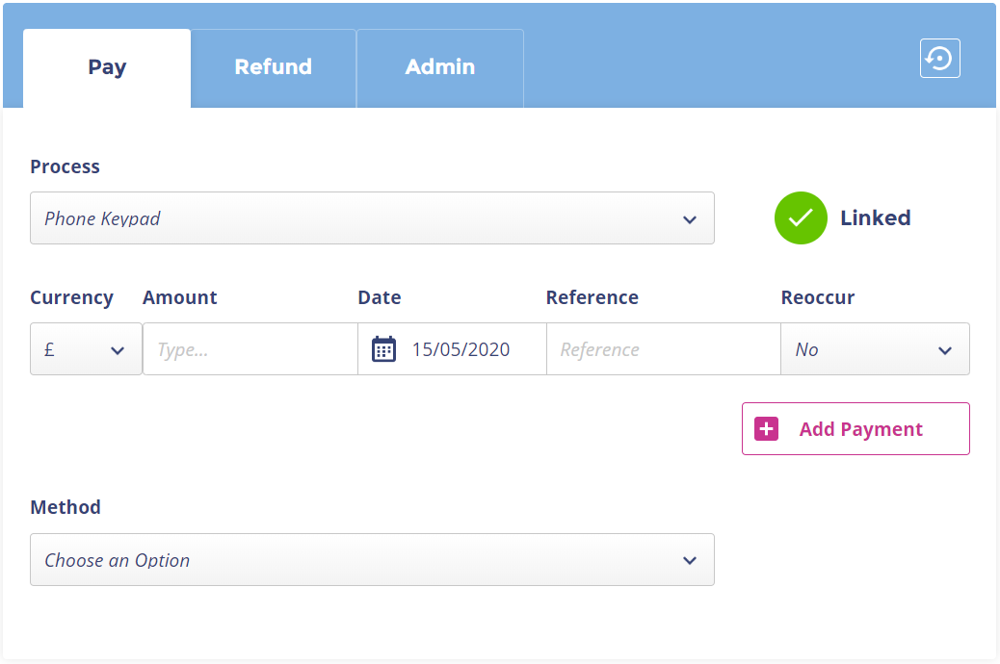 Pay Refund Admin
Process
Phone Keypad
Linked
Currency Amount Date Reference Reoccur
£ Type... 15/05/2020 Reference No
Add Payment
Method
Choose an Option